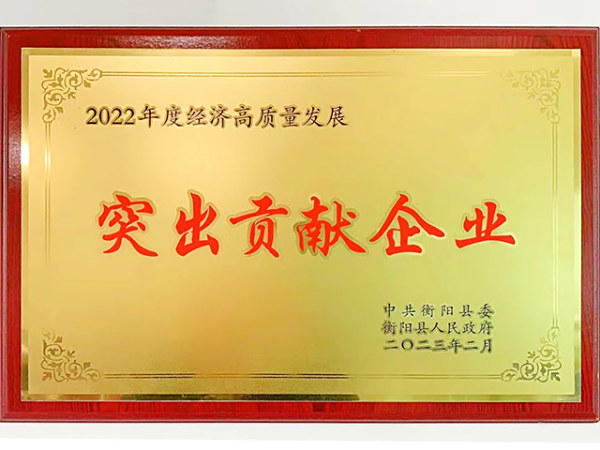 2022年度经济高质量发展
突出贡献企业
中共衡阳县委
衡阳县人民政府
二〇二三年二月